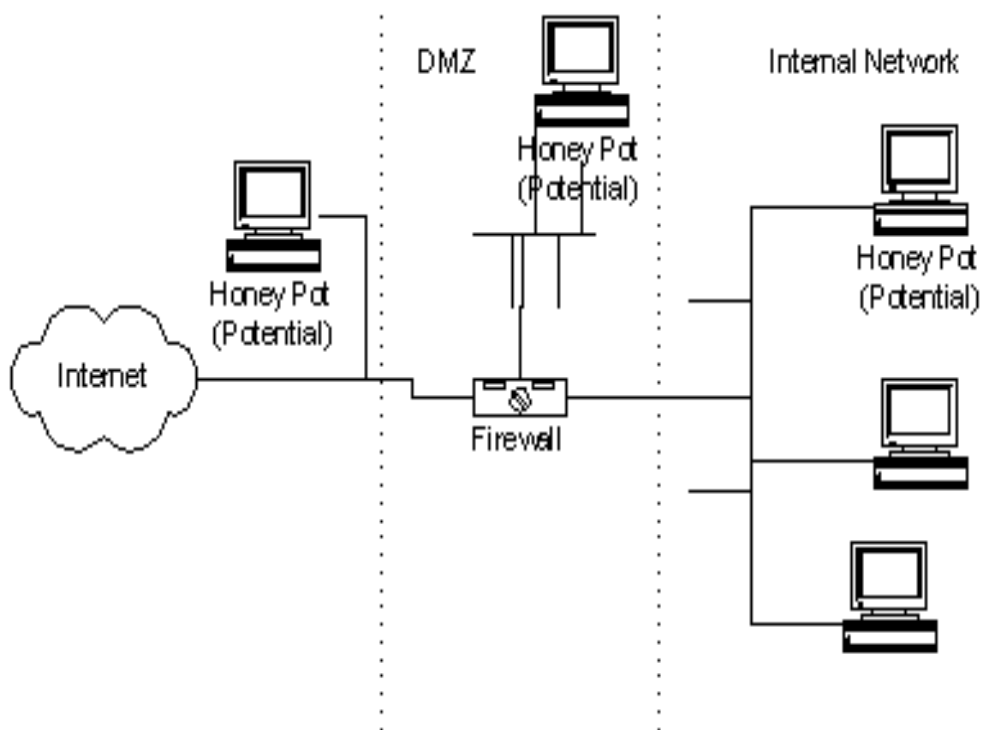 DMZ
Internal Network
Honey Pot
(Potential)
Honey Pot
(Potential)
Honey Pot
(Potential)
Internet
Firewall